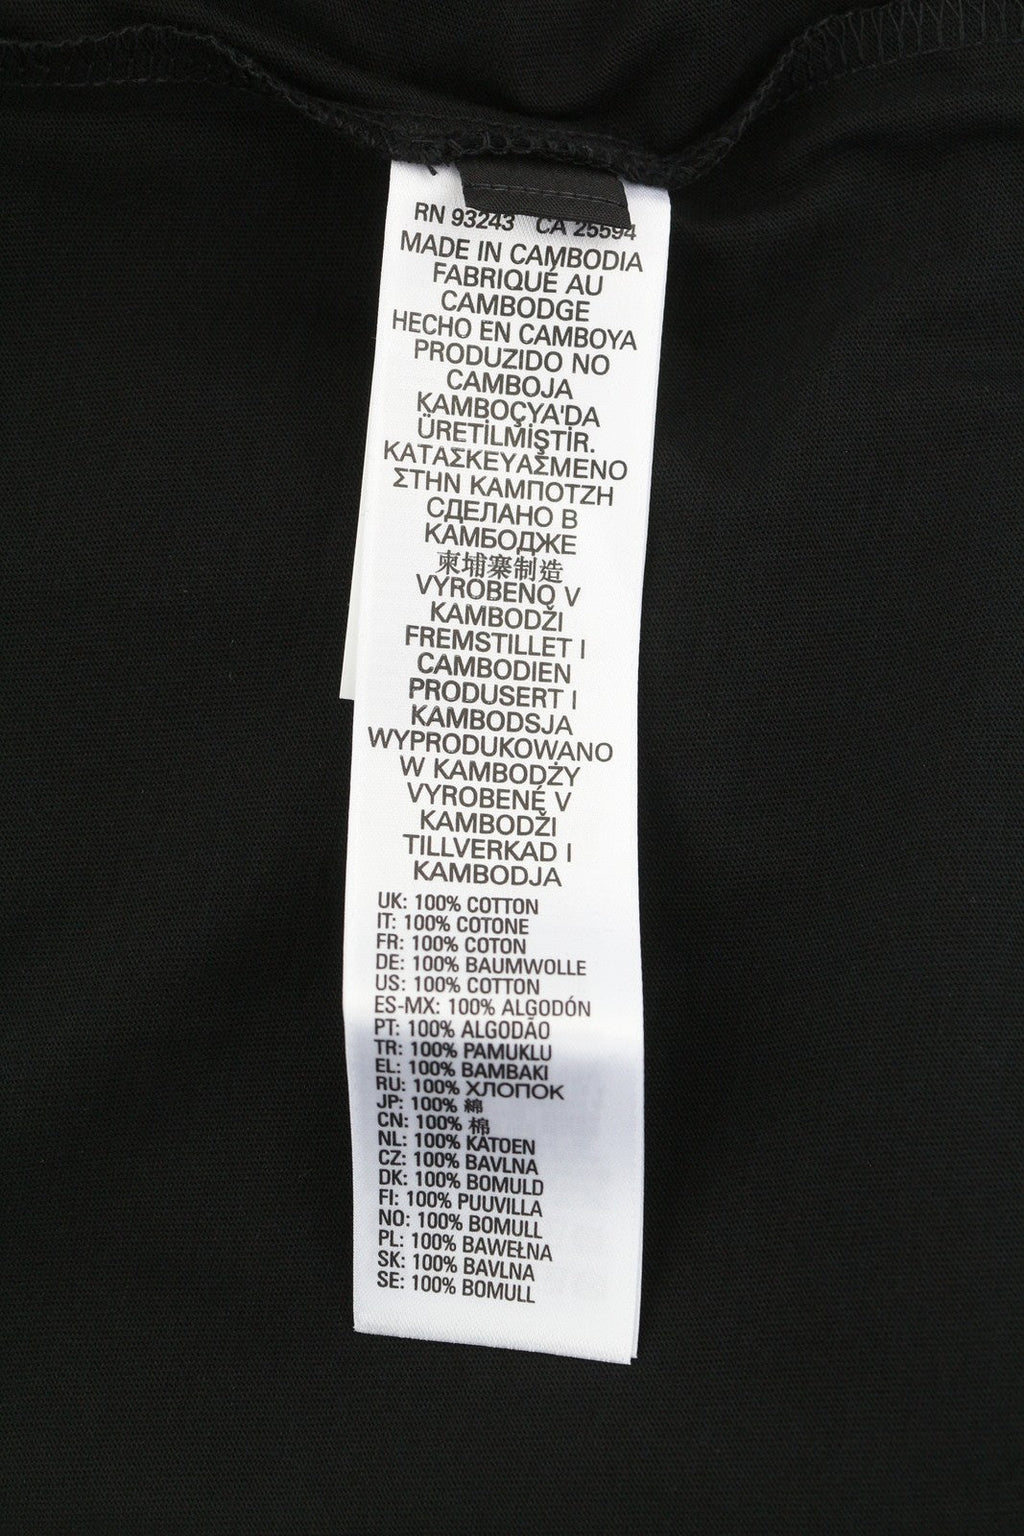 RN 93243 CA 25594
MADE IN CAMBODIA
FABRIQUÉ AU
CAMBODGE
HECHO EN CAMBOYA
PRODUZIDO NO
CAMBOJA
KAMBOÇYA'DA
ÜRETİLMİŞTİR.
ΚΑΤΑΣΚΕΥΑΣΜΕΝΟ
ΣΤΗΝ ΚΑΜΠΟΤΖΗ
СДЕЛАНО В
КАМБОДЖЕ
柬埔寨制造
VYROBENO V
KAMBODŽI
FREMSTILLET I
CAMBODIEN
PRODUSERT I
KAMBODSJA
WYPRODUKOWANO
W KAMBODŻY
VYROBENÉ V
KAMBODŽI
TILLVERKAD I
KAMBODJA
UK: 100% COTTON
IT: 100% COTONE
FR: 100% COTON
DE: 100% BAUMWOLLE
US: 100% COTTON
ES-MX: 100% ALGODÓN
PT: 100% ALGODÃO
TR: 100% PAMUKLU
EL: 100% ΒΑΜΒΑΚΙ
RU: 100% ХЛОПОК
JP: 100% 綿
CN: 100% 棉
NL: 100% KATOEN
CZ: 100% BAVLNA
DK: 100% BOMULD
FI: 100% PUUVILLA
NO: 100% BOMULL
PL: 100% BAWEŁNA
SK: 100% BAVLNA
SE: 100% BOMULL